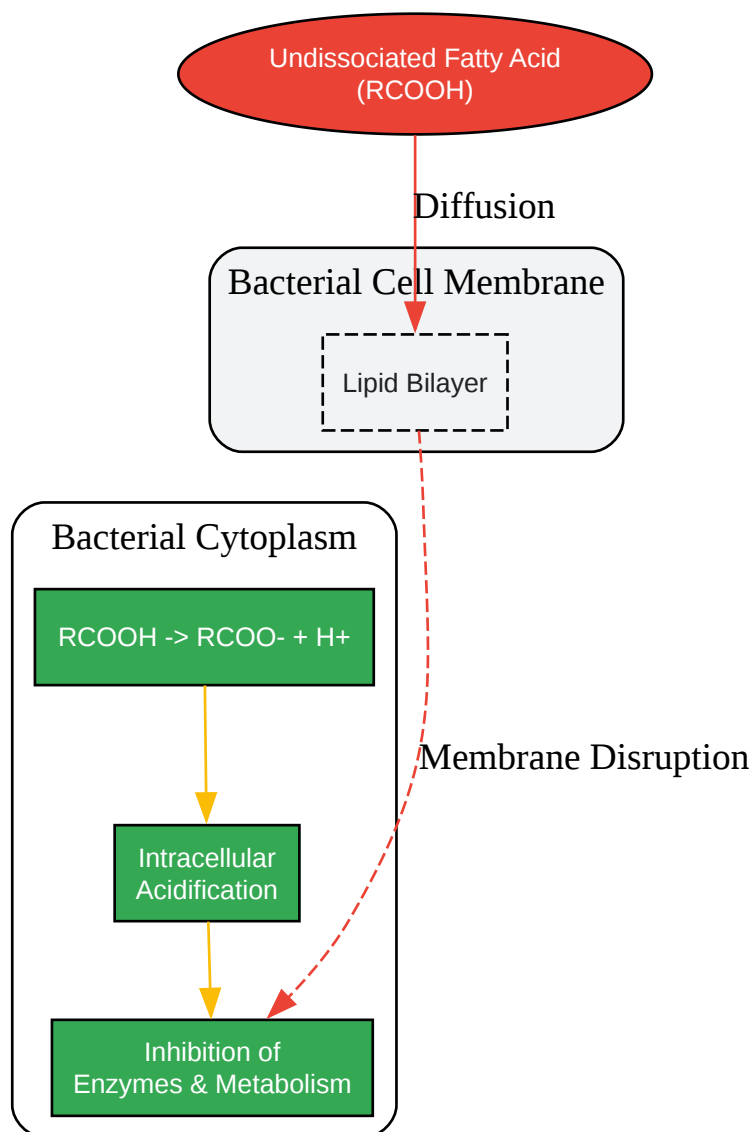 Undissociated Fatty Acid
(RCOOH)
Diffusion
Bacterial Cell Membrane
Lipid Bilayer
Bacterial Cytoplasm
RCOOH -> RCOO- + H+
Membrane Disruption
Intracellular
Acidification
Inhibition of
Enzymes & Metabolism